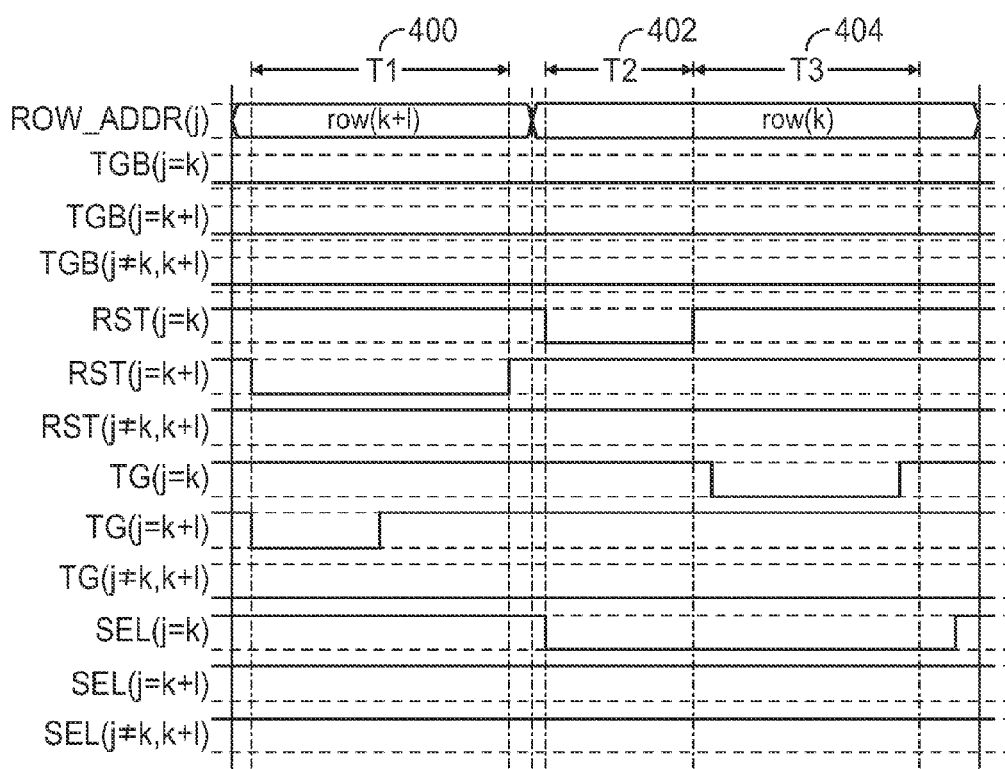 400 402 404
T1 T2 T3
ROW_ADDR(j) row(k+l) row(k)
TGB(j=k)
TGB(j=k+l)
TGB(j≠k,k+l)
RST(j=k)
RST(j=k+l)
RST(j≠k,k+l)
TG(j=k)
TG(j=k+l)
TG(j≠k,k+l)
SEL(j=k)
SEL(j=k+l)
SEL(j≠k,k+l)